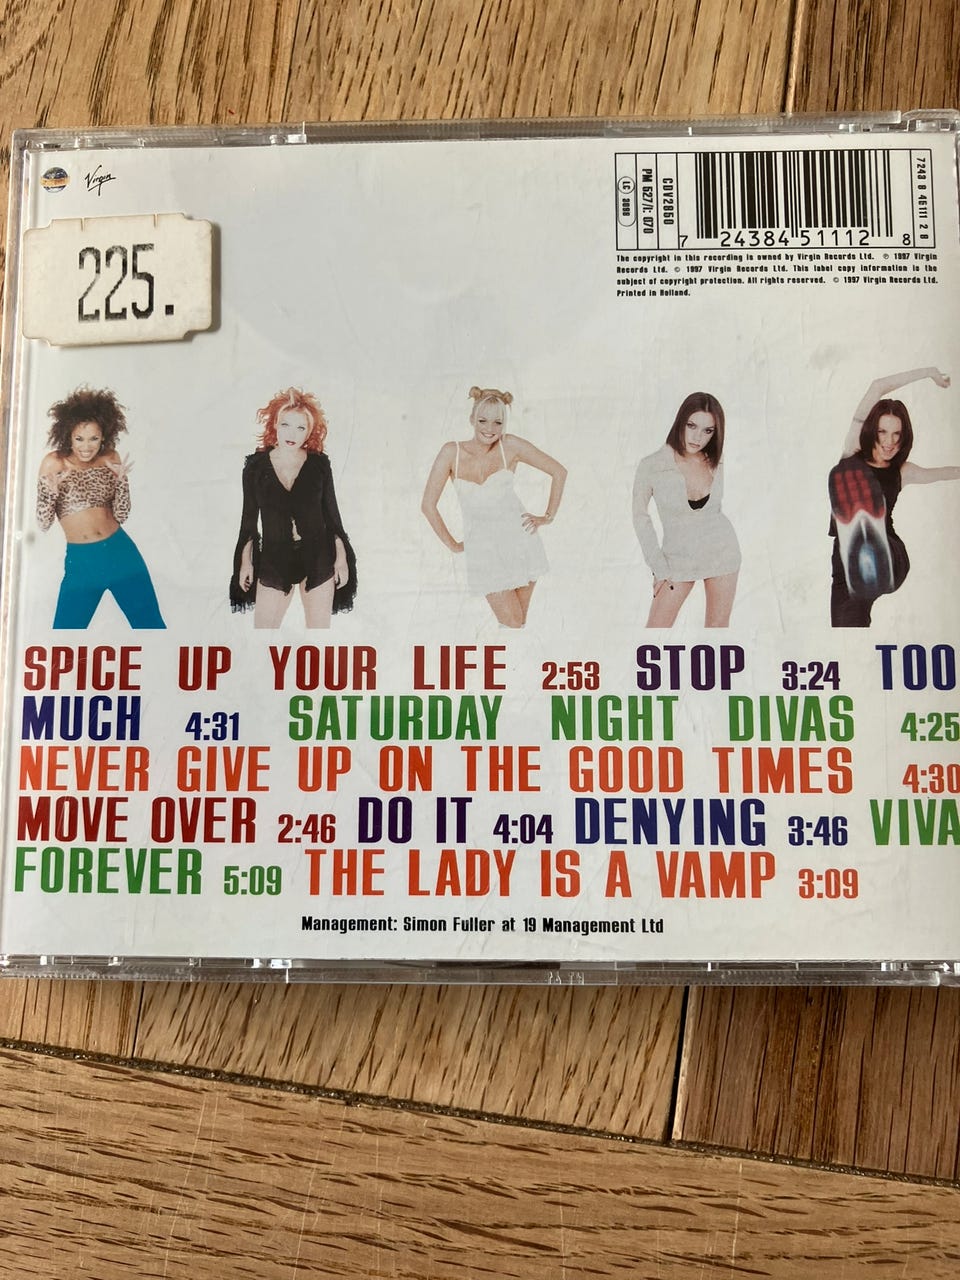 Virgin
225.
CDV2850
PM 527/I: 070
LC 3098
7 24384 51112 8
7243 8 45111 2 8
The copyright in this recording is owned by Virgin Records Ltd. ℗ 1997 Virgin
Records Ltd. © 1997 Virgin Records Ltd. This label copy information is the
subject of copyright protection. All rights reserved. © 1997 Virgin Records Ltd.
Printed in Holland.
SPICE UP YOUR LIFE 2:53 STOP 3:24 TOO
MUCH 4:31 SATURDAY NIGHT DIVAS 4:25
NEVER GIVE UP ON THE GOOD TIMES 4:30
MOVE OVER 2:46 DO IT 4:04 DENYING 3:46 VIVA
FOREVER 5:09 THE LADY IS A VAMP 3:09
Management: Simon Fuller at 19 Management Ltd